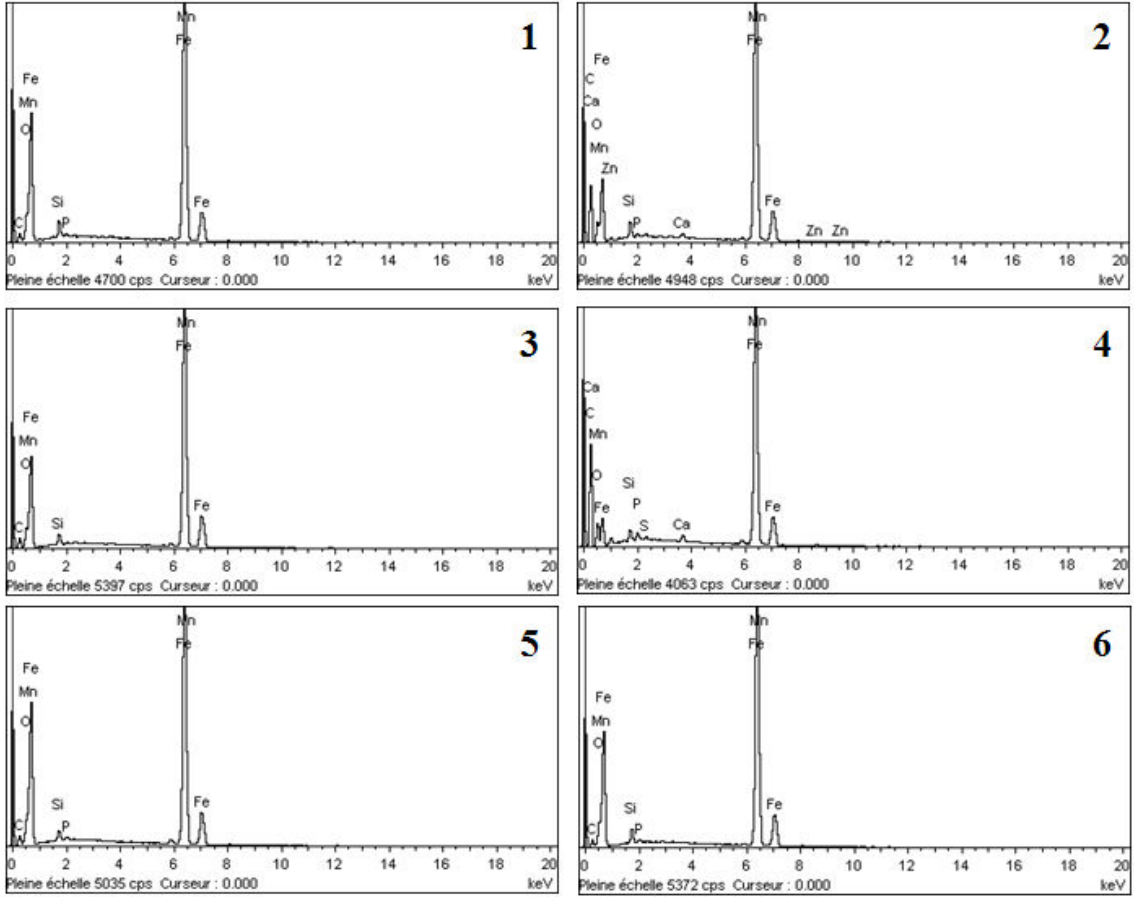 1
Mn
Fe
Fe
Mn
O
Si
C
P
Fe
0 2 4 6 8 10 12 14 16 18 20
Pleine échelle 4700 cps Curseur : 0.000 keV
2
Mn
Fe
Fe
C
Ca
O
Mn
Zn
Si
P
Ca
Fe
Zn Zn
0 2 4 6 8 10 12 14 16 18 20
Pleine échelle 4948 cps Curseur : 0.000 keV
3
Mn
Fe
Fe
Mn
O
C
Si
Fe
0 2 4 6 8 10 12 14 16 18 20
Pleine échelle 5397 cps Curseur : 0.000 keV
4
Mn
Fe
Ca
C
Mn
O
Fe
Si
P
S
Ca
Fe
0 2 4 6 8 10 12 14 16 18 20
Pleine échelle 4063 cps Curseur : 0.000 keV
5
Mn
Fe
Fe
Mn
O
Si
C
P
Fe
0 2 4 6 8 10 12 14 16 18 20
Pleine échelle 5035 cps Curseur : 0.000 keV
6
Mn
Fe
Fe
Mn
O
Si
C
P
Fe
0 2 4 6 8 10 12 14 16 18 20
Pleine échelle 5372 cps Curseur : 0.000 keV